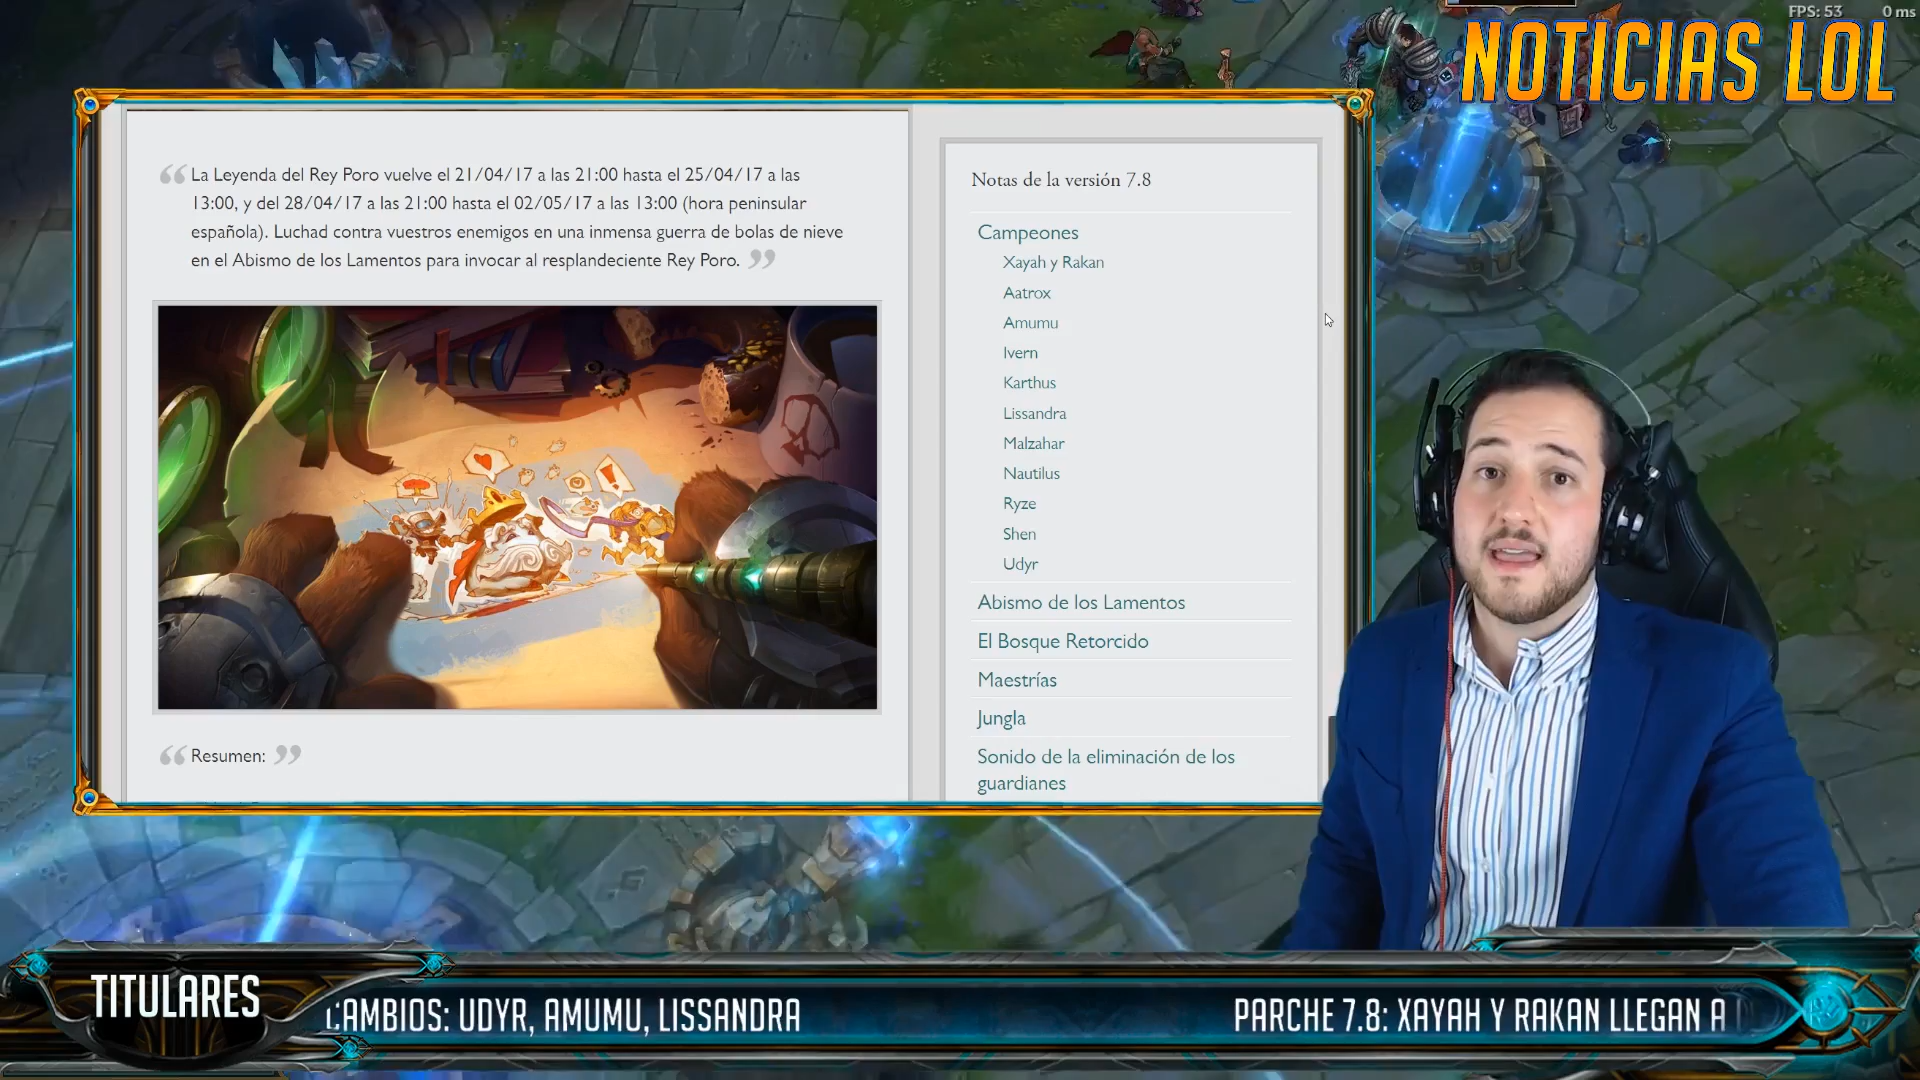 FPS: 53 0 ms
NOTICIAS LOL
La Leyenda del Rey Poro vuelve el 21/04/17 a las 21:00 hasta el 25/04/17 a las
13:00, y del 28/04/17 a las 21:00 hasta el 02/05/17 a las 13:00 (hora peninsular
española). Luchad contra vuestros enemigos en una inmensa guerra de bolas de nieve
en el Abismo de los Lamentos para invocar al resplandeciente Rey Poro.
Resumen:
Notas de la versión 7.8
Campeones
Xayah y Rakan
Aatrox
Amumu
Ivern
Karthus
Lissandra
Malzahar
Nautilus
Ryze
Shen
Udyr
Abismo de los Lamentos
El Bosque Retorcido
Maestrías
Jungla
Sonido de la eliminación de los
guardianes
TITULARES
CAMBIOS: UDYR, AMUMU, LISSANDRA PARCHE 7.8: XAYAH Y RAKAN LLEGAN A